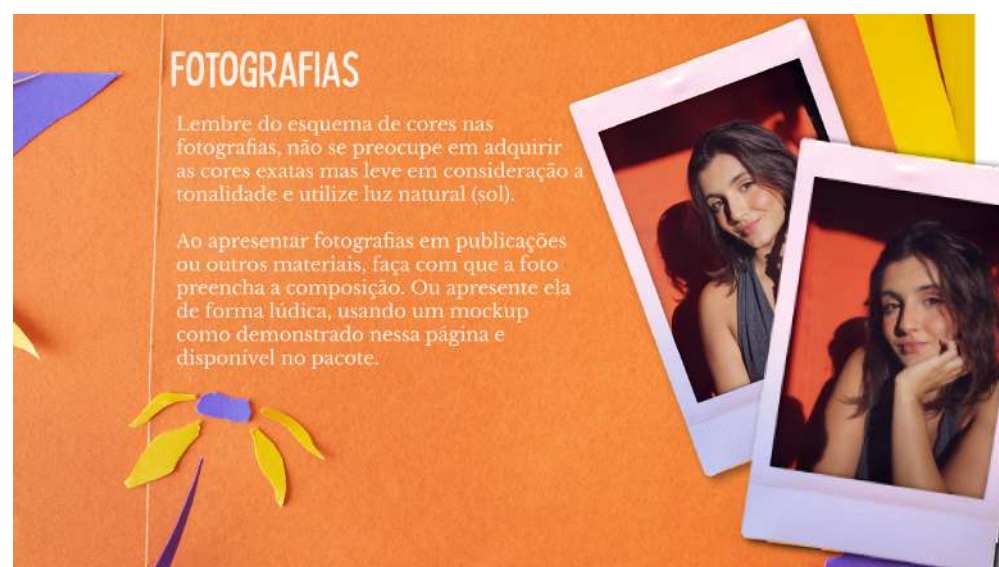 FOTOGRAFIAS
Lembre do esquema de cores nas
fotografias, não se preocupe em adquirir
as cores exatas mas leve em consideração a
tonalidade e utilize luz natural (sol).
Ao apresentar fotografias em publicações
ou outros materiais, faça com que a foto
preencha a composição. Ou apresente ela
de forma lúdica, usando um mockup
como demonstrado nessa página e
disponível no pacote.